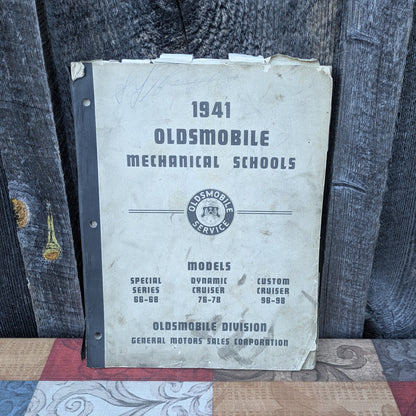 1941
OLDSMOBILE
MECHANICAL SCHOOLS
OLDSMOBILE
SERVICE
MODELS
SPECIAL SERIES 66-68
DYNAMIC CRUISER 76-78
CUSTOM CRUISER 96-98
OLDSMOBILE DIVISION
GENERAL MOTORS SALES CORPORATION